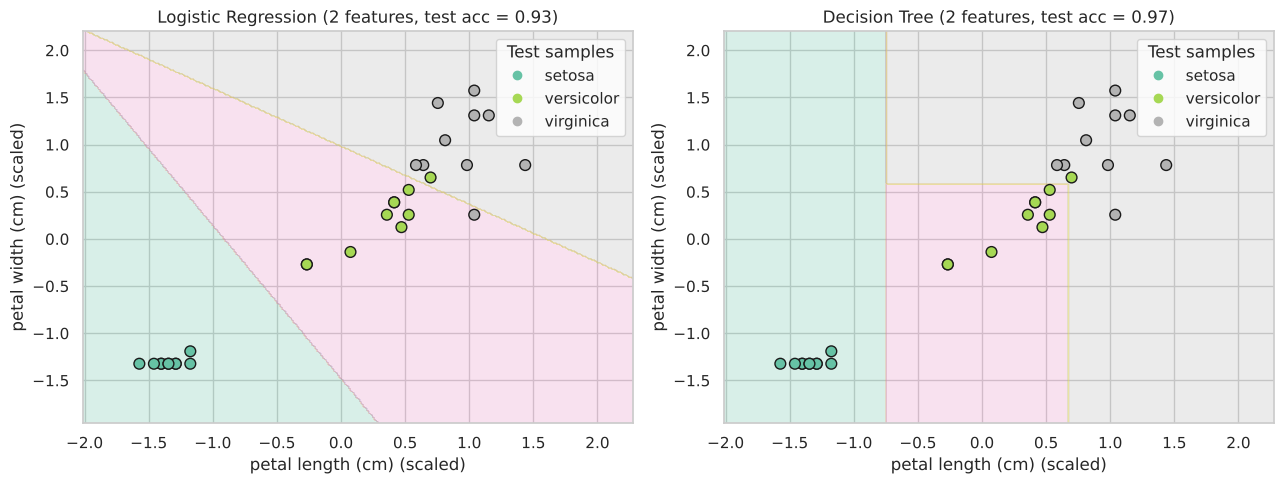 Logistic Regression (2 features, test acc = 0.93)
petal width (cm) (scaled)
2.0
1.5
1.0
0.5
0.0
−0.5
−1.0
−1.5
Test samples
setosa
versicolor
virginica
−2.0 −1.5 −1.0 −0.5 0.0 0.5 1.0 1.5 2.0
petal length (cm) (scaled)
Decision Tree (2 features, test acc = 0.97)
petal width (cm) (scaled)
2.0
1.5
1.0
0.5
0.0
−0.5
−1.0
−1.5
Test samples
setosa
versicolor
virginica
−2.0 −1.5 −1.0 −0.5 0.0 0.5 1.0 1.5 2.0
petal length (cm) (scaled)